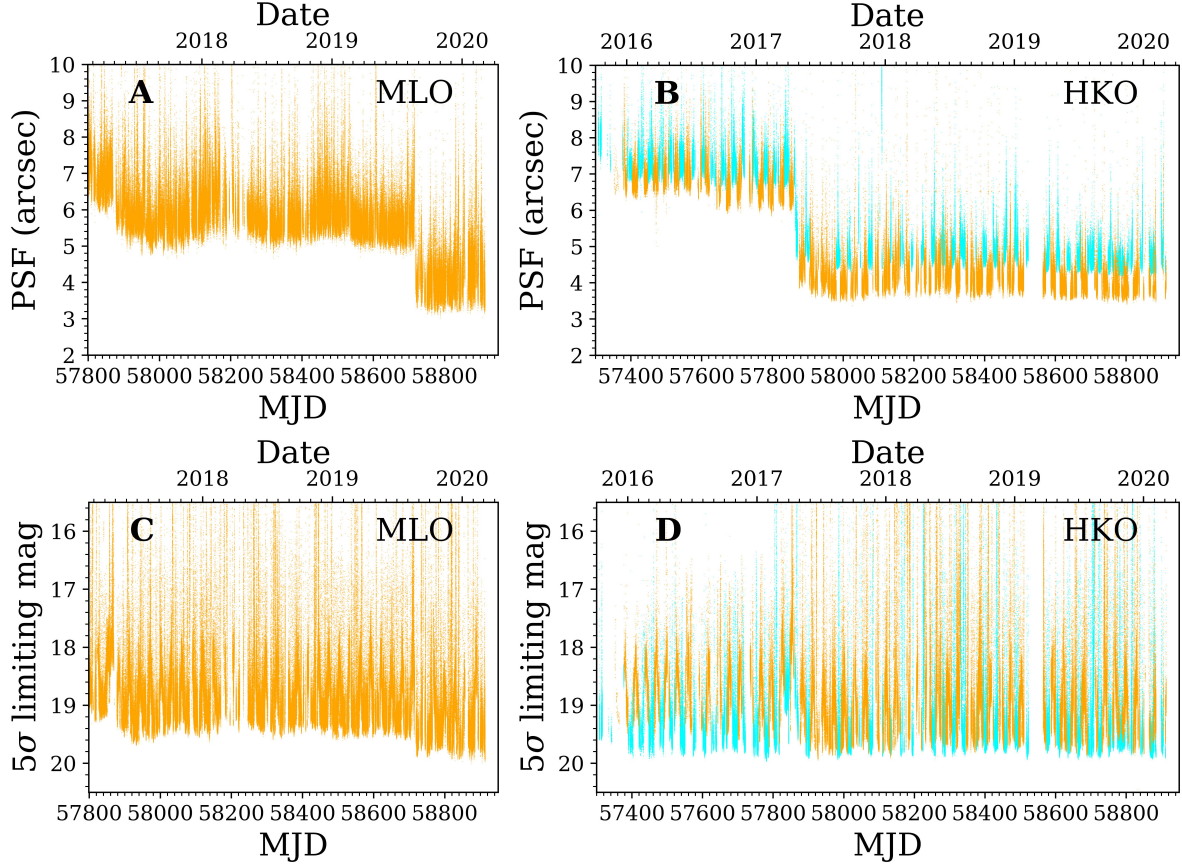 Date
2018 2019 2020
A MLO
PSF (arcsec)
10
9
8
7
6
5
4
3
2
57800 58000 58200 58400 58600 58800
MJD
Date
2016 2017 2018 2019 2020
B HKO
PSF (arcsec)
10
9
8
7
6
5
4
3
2
57400 57600 57800 58000 58200 58400 58600 58800
MJD
Date
2018 2019 2020
C MLO
5σ limiting mag
16
17
18
19
20
57800 58000 58200 58400 58600 58800
MJD
Date
2016 2017 2018 2019 2020
D HKO
5σ limiting mag
16
17
18
19
20
57400 57600 57800 58000 58200 58400 58600 58800
MJD